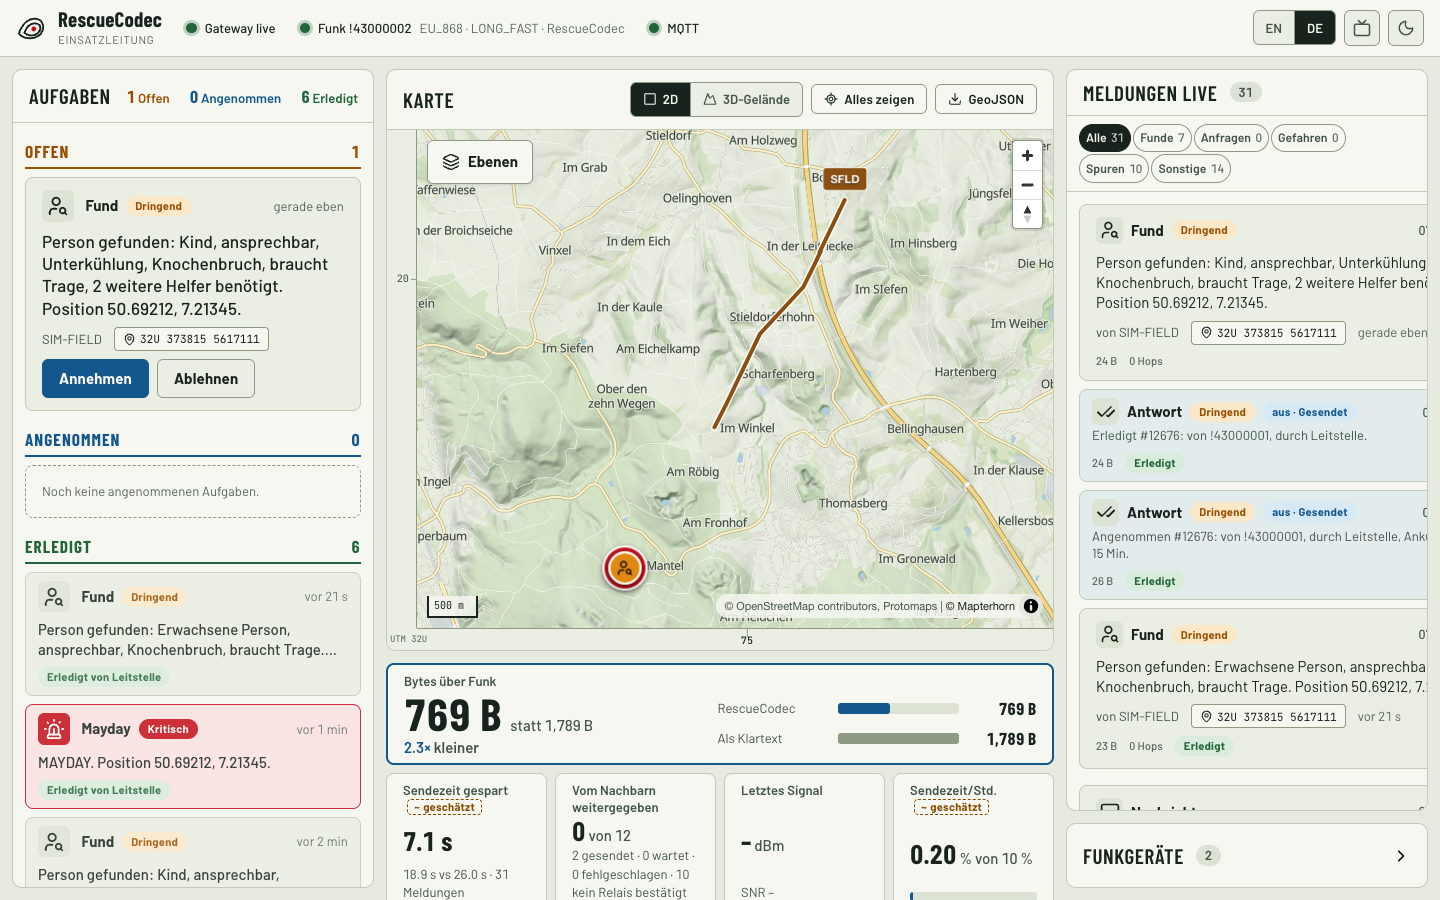 RescueCodec
EINSATZLEITUNG
Gateway live
Funk !43000002 EU_868 · LONG_FAST · RescueCodec
MQTT
EN DE
AUFGABEN 1 Offen 0 Angenommen 6 Erledigt
OFFEN 1
Fund Dringend gerade eben
Person gefunden: Kind, ansprechbar,
Unterkühlung, Knochenbruch, braucht
Trage, 2 weitere Helfer benötigt.
Position 50.69212, 7.21345.
SIM-FIELD 32U 373815 5617111
Annehmen Ablehnen
ANGENOMMEN 0
Noch keine angenommenen Aufgaben.
ERLEDIGT 6
Fund Dringend vor 21 s
Person gefunden: Erwachsene Person,
ansprechbar, Knochenbruch, braucht Trage....
Erledigt von Leitstelle
Mayday Kritisch vor 1 min
MAYDAY. Position 50.69212, 7.21345.
Erledigt von Leitstelle
Fund Dringend vor 2 min
Person gefunden: Kind, ansprechbar,
KARTE
2D 3D-Gelände Alles zeigen GeoJSON
Ebenen
Stieldorf
Am Holzweg
Im Grab
SFLD
affenwiese
Oelinghoven
Jüngsfel
n der Broichseiche
Vinxel
In dem Eich
Im Hinsberg
20
Die Ho
ein
In der Kaule
Im Slefen
Im Weiher
Im Siefen
Am Eichelkamp
Scharfenberg
Hartenberg
Ober den
zehn Wegen
Im Winkel
Bellinghausen
Am Röbig
In der Klause
n Ingel
Thomasberg
Am Fronhof
Kellersbos
perbaum
Mantel
Im Gronewald
500 m
© OpenStreetMap contributors, Protomaps | © Mapterhorn
UTM 32U
75
Bytes über Funk
769 B statt 1,789 B
2.3× kleiner
RescueCodec 769 B
Als Klartext 1,789 B
Sendezeit gespart
~ geschätzt
7.1 s
18.9 s vs 26.0 s · 31
Meldungen
Vom Nachbarn
weitergegeben
0 von 12
2 gesendet · 0 wartet ·
0 fehlgeschlagen · 10
kein Relais bestätigt
Letztes Signal
– dBm
SNR –
Sendezeit/Std.
~ geschätzt
0.20 % von 10 %
MELDUNGEN LIVE 31
Alle 31 Funde 7 Anfragen 0 Gefahren 0
Spuren 10 Sonstige 14
Fund Dringend
Person gefunden: Kind, ansprechbar, Unterkühlung
Knochenbruch, braucht Trage, 2 weitere Helfer benö
Position 50.69212, 7.21345.
von SIM-FIELD 32U 373815 5617111 gerade eben
24 B 0 Hops
Antwort Dringend aus · Gesendet
Erledigt #12676: von !43000001, durch Leitstelle.
24 B Erledigt
Antwort Dringend aus · Gesendet
Angenommen #12676: von !43000001, durch Leitstelle, Anku
15 Min.
26 B Erledigt
Fund Dringend
Person gefunden: Erwachsene Person, ansprechba
Knochenbruch, braucht Trage. Position 50.69212, 7.2
von SIM-FIELD 32U 373815 5617111 vor 21 s
23 B 0 Hops Erledigt
FUNKGERÄTE 2